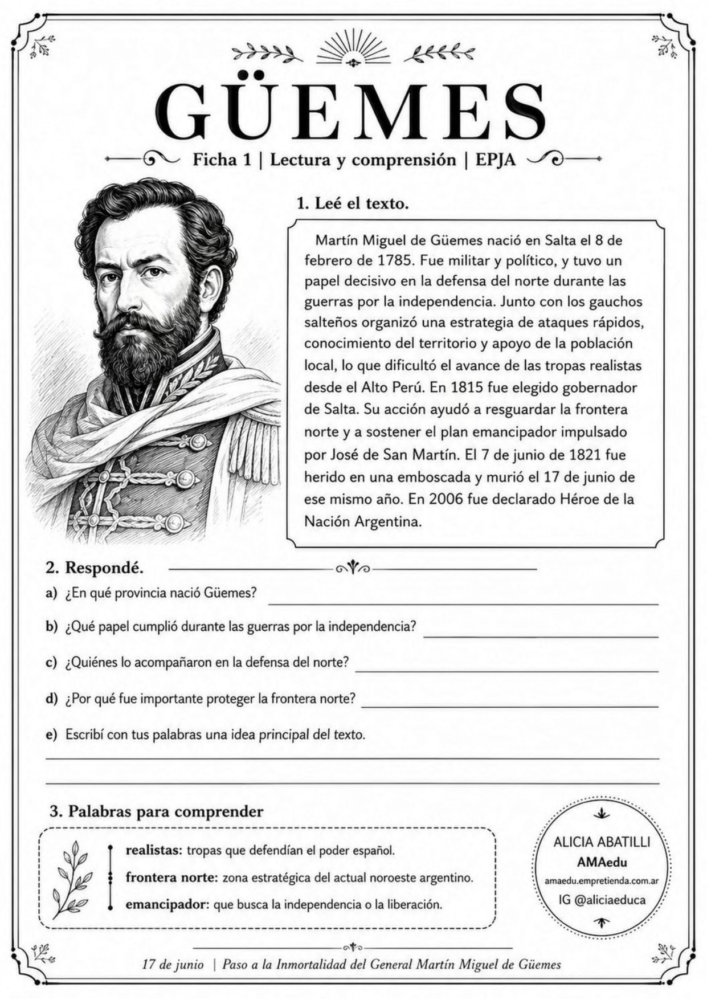 GÜEMES
Ficha 1 | Lectura y comprensión | EPJA
1. Leé el texto.
Martín Miguel de Güemes nació en Salta el 8 de
febrero de 1785. Fue militar y político, y tuvo un
papel decisivo en la defensa del norte durante las
guerras por la independencia. Junto con los gauchos
salteños organizó una estrategia de ataques rápidos,
conocimiento del territorio y apoyo de la población
local, lo que dificultó el avance de las tropas realistas
desde el Alto Perú. En 1815 fue elegido gobernador
de Salta. Su acción ayudó a resguardar la frontera
norte y a sostener el plan emancipador impulsado
por José de San Martín. El 7 de junio de 1821 fue
herido en una emboscada y murió el 17 de junio de
ese mismo año. En 2006 fue declarado Héroe de la
Nación Argentina.
2. Respondé.
a) ¿En qué provincia nació Güemes?
b) ¿Qué papel cumplió durante las guerras por la independencia?
c) ¿Quiénes lo acompañaron en la defensa del norte?
d) ¿Por qué fue importante proteger la frontera norte?
e) Escribí con tus palabras una idea principal del texto.
3. Palabras para comprender
realistas: tropas que defendían el poder español.
frontera norte: zona estratégica del actual noroeste argentino.
emancipador: que busca la independencia o la liberación.
ALICIA ABATILLI
AMAedu
amaedu.empretienda.com.ar
IG @aliciaeduca
17 de junio | Paso a la Inmortalidad del General Martín Miguel de Güemes